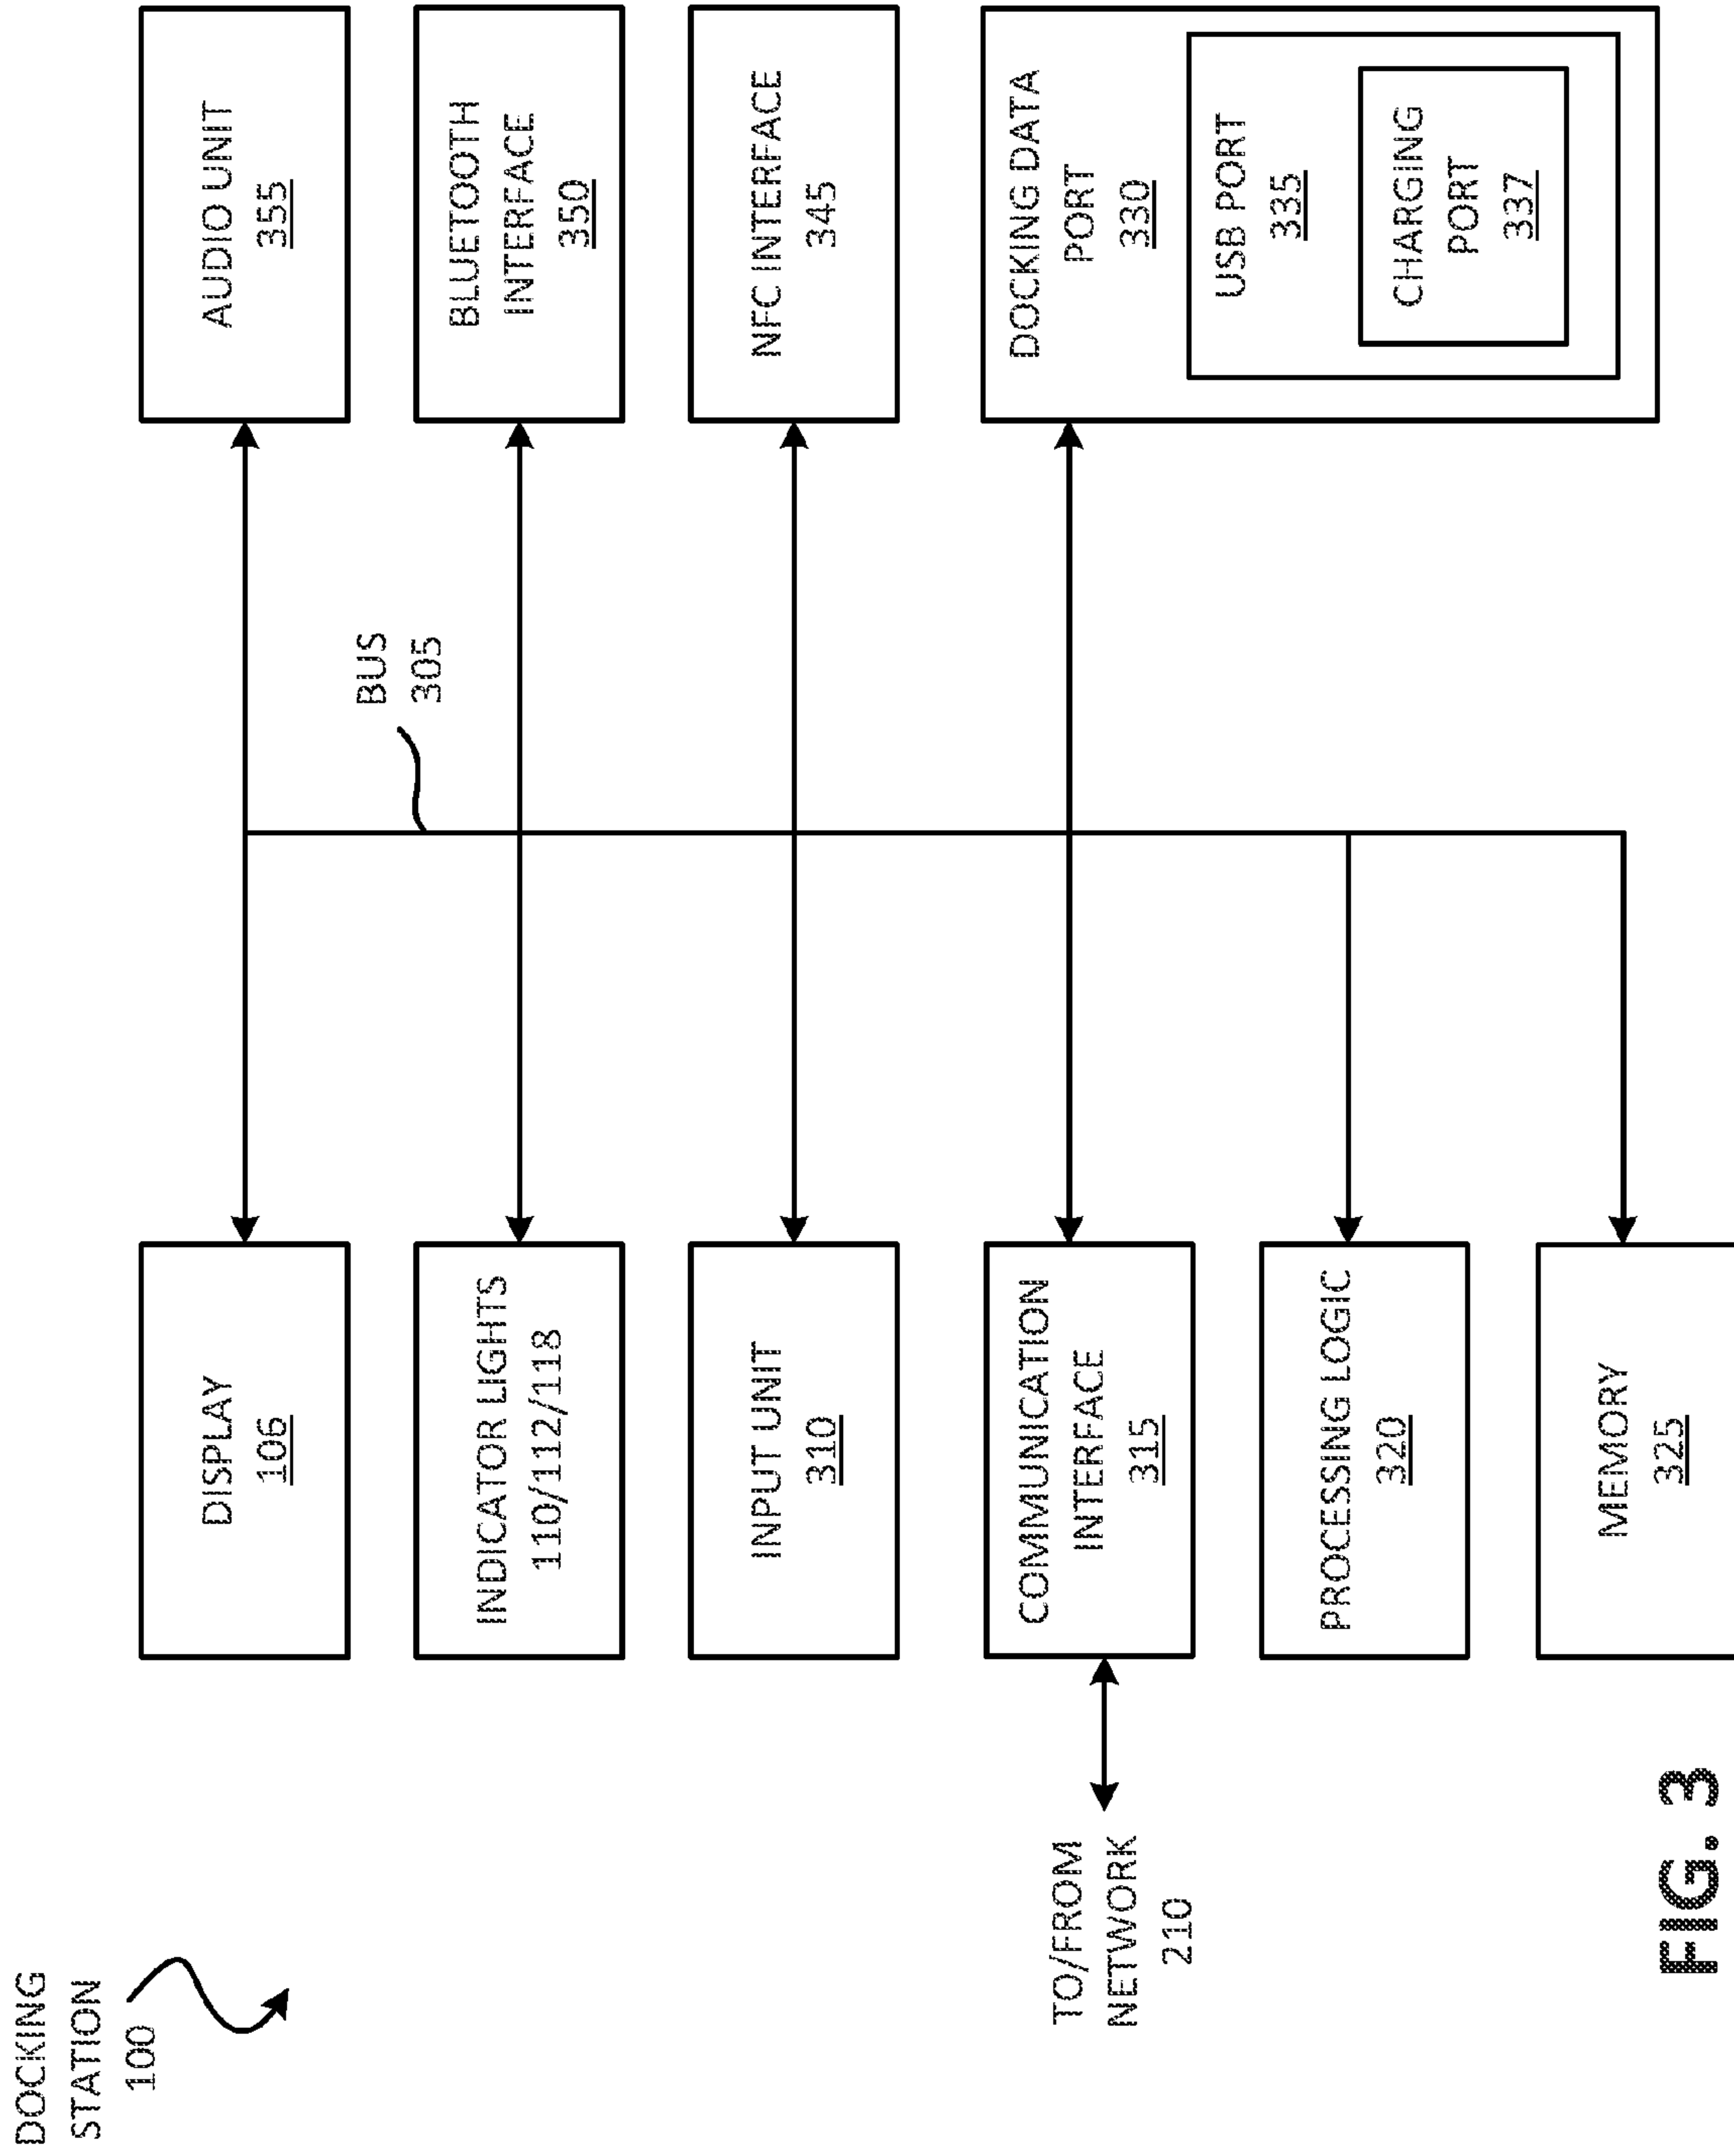 DOCKING
STATION
100
DISPLAY
106
INDICATOR LIGHTS
110/112/118
INPUT UNIT
310
COMMUNICATION
INTERFACE
315
TO/FROM
NETWORK
210
PROCESSING LOGIC
320
MEMORY
325
BUS
305
AUDIO UNIT
355
BLUETOOTH
INTERFACE
350
NFC INTERFACE
345
DOCKING DATA
PORT
330
USB PORT
335
CHARGING
PORT
337
FIG. 3